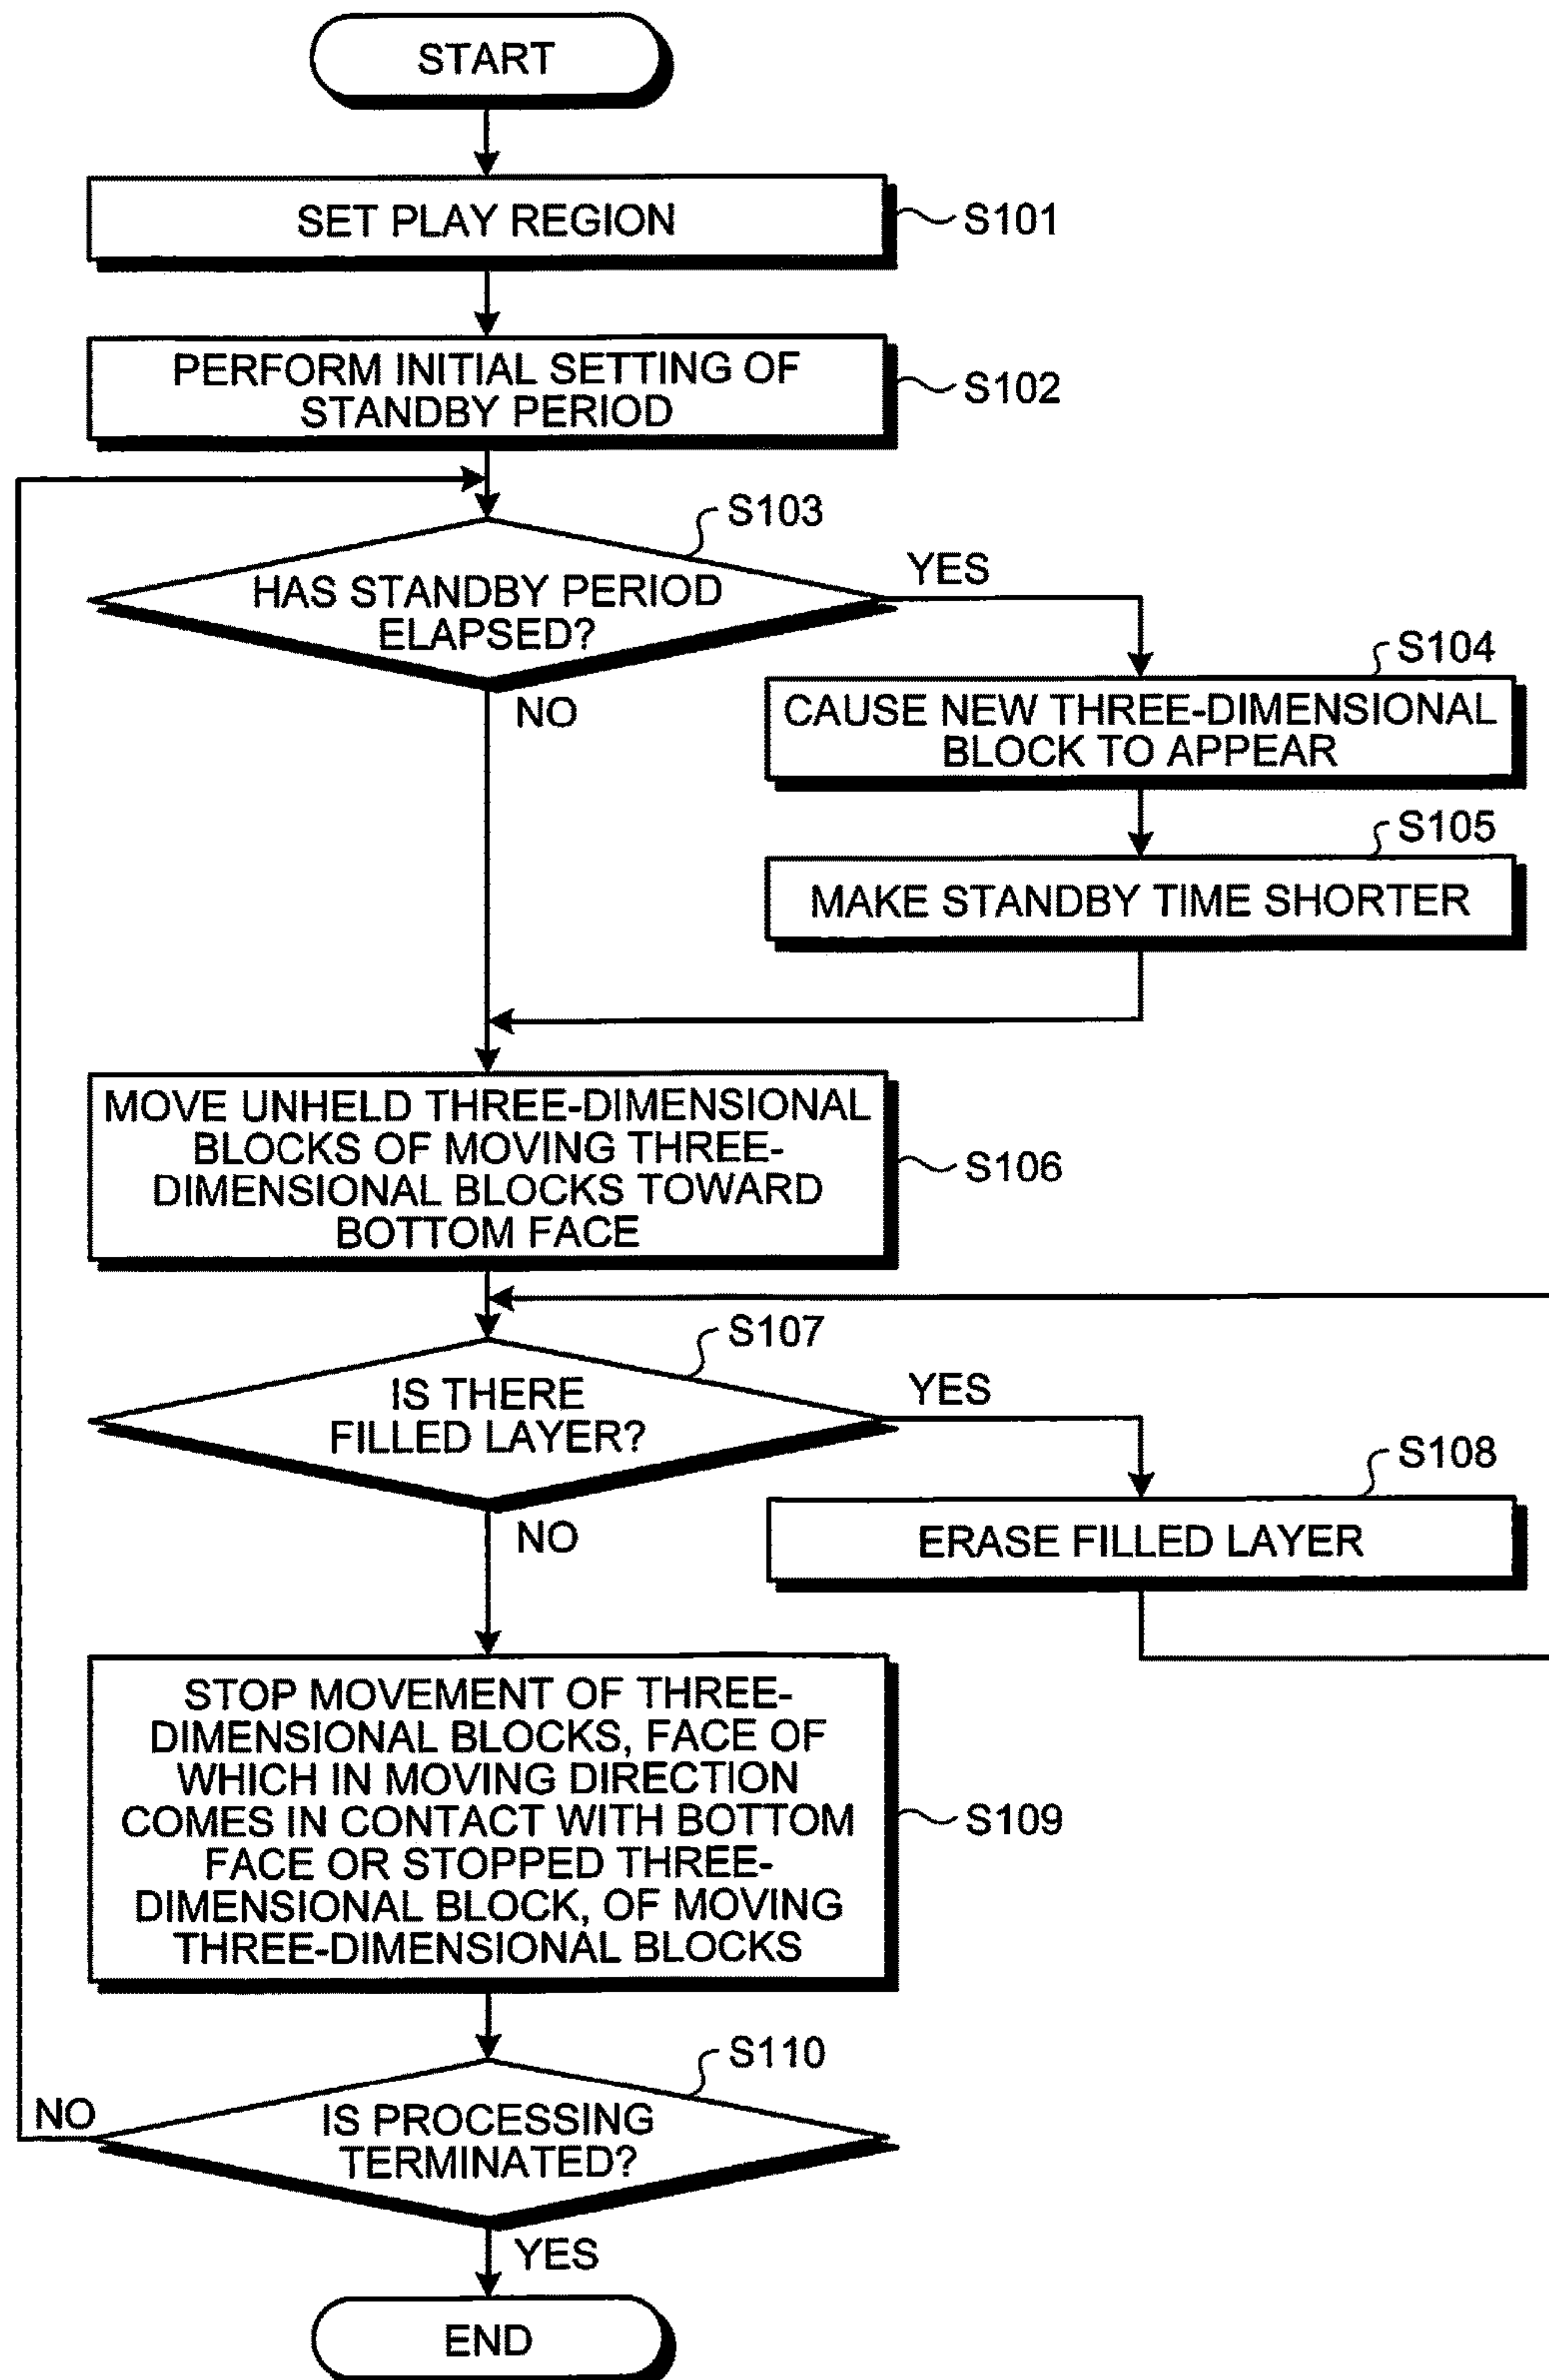 START
SET PLAY REGION
S101
PERFORM INITIAL SETTING OF
STANDBY PERIOD
S102
S103
HAS STANDBY PERIOD
ELAPSED?
YES
NO
S104
CAUSE NEW THREE-DIMENSIONAL
BLOCK TO APPEAR
S105
MAKE STANDBY TIME SHORTER
MOVE UNHELD THREE-DIMENSIONAL
BLOCKS OF MOVING THREE-
DIMENSIONAL BLOCKS TOWARD
BOTTOM FACE
S106
S107
IS THERE
FILLED LAYER?
YES
NO
S108
ERASE FILLED LAYER
STOP MOVEMENT OF THREE-
DIMENSIONAL BLOCKS, FACE OF
WHICH IN MOVING DIRECTION
COMES IN CONTACT WITH BOTTOM
FACE OR STOPPED THREE-
DIMENSIONAL BLOCK, OF MOVING
THREE-DIMENSIONAL BLOCKS
S109
S110
IS PROCESSING
TERMINATED?
NO
YES
END